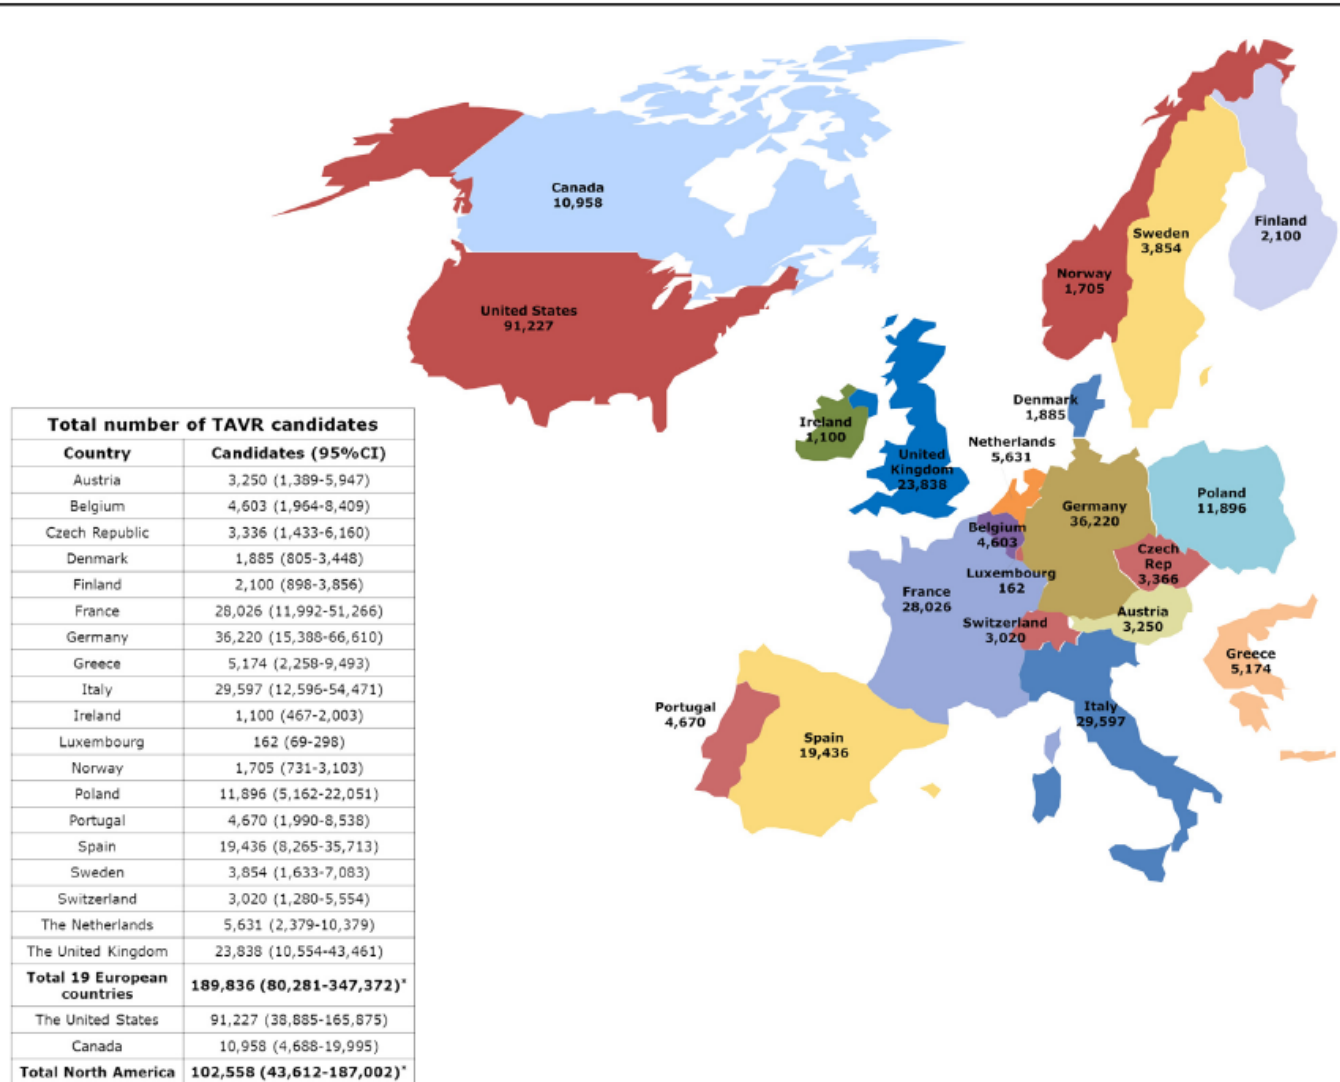 Canada
10,958
United States
91,227
Norway
1,705
Sweden
3,854
Finland
2,100
Denmark
1,885
Ireland
1,100
United
Kingdom
23,838
Netherlands
5,631
Belgium
4,603
Luxembourg
162
Germany
36,220
Poland
11,896
Czech
Rep
3,366
France
28,026
Switzerland
3,020
Austria
3,250
Greece
5,174
Portugal
4,670
Spain
19,436
Italy
29,597
Total number of TAVR candidates
Country Candidates (95%CI)
Austria 3,250 (1,389-5,947)
Belgium 4,603 (1,964-8,409)
Czech Republic 3,336 (1,433-6,160)
Denmark 1,885 (805-3,448)
Finland 2,100 (898-3,856)
France 28,026 (11,992-51,266)
Germany 36,220 (15,388-66,610)
Greece 5,174 (2,258-9,493)
Italy 29,597 (12,596-54,471)
Ireland 1,100 (467-2,003)
Luxembourg 162 (69-298)
Norway 1,705 (731-3,103)
Poland 11,896 (5,162-22,051)
Portugal 4,670 (1,990-8,538)
Spain 19,436 (8,265-35,713)
Sweden 3,854 (1,633-7,083)
Switzerland 3,020 (1,280-5,554)
The Netherlands 5,631 (2,379-10,379)
The United Kingdom 23,838 (10,554-43,461)
Total 19 European
countries 189,836 (80,281-347,372)*
The United States 91,227 (38,885-165,875)
Canada 10,958 (4,688-19,995)
Total North America 102,558 (43,612-187,002)*